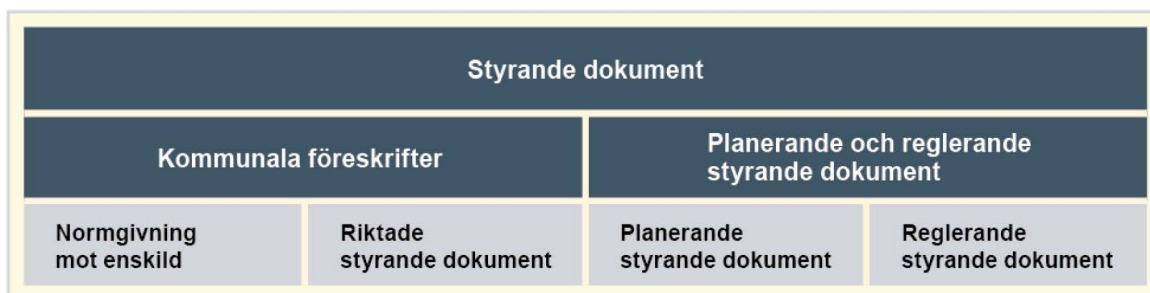 Styrande dokument
Kommunala föreskrifter
Planerande och reglerande
styrande dokument
Normgivning
mot enskild
Riktade
styrande dokument
Planerande
styrande dokument
Reglerande
styrande dokument